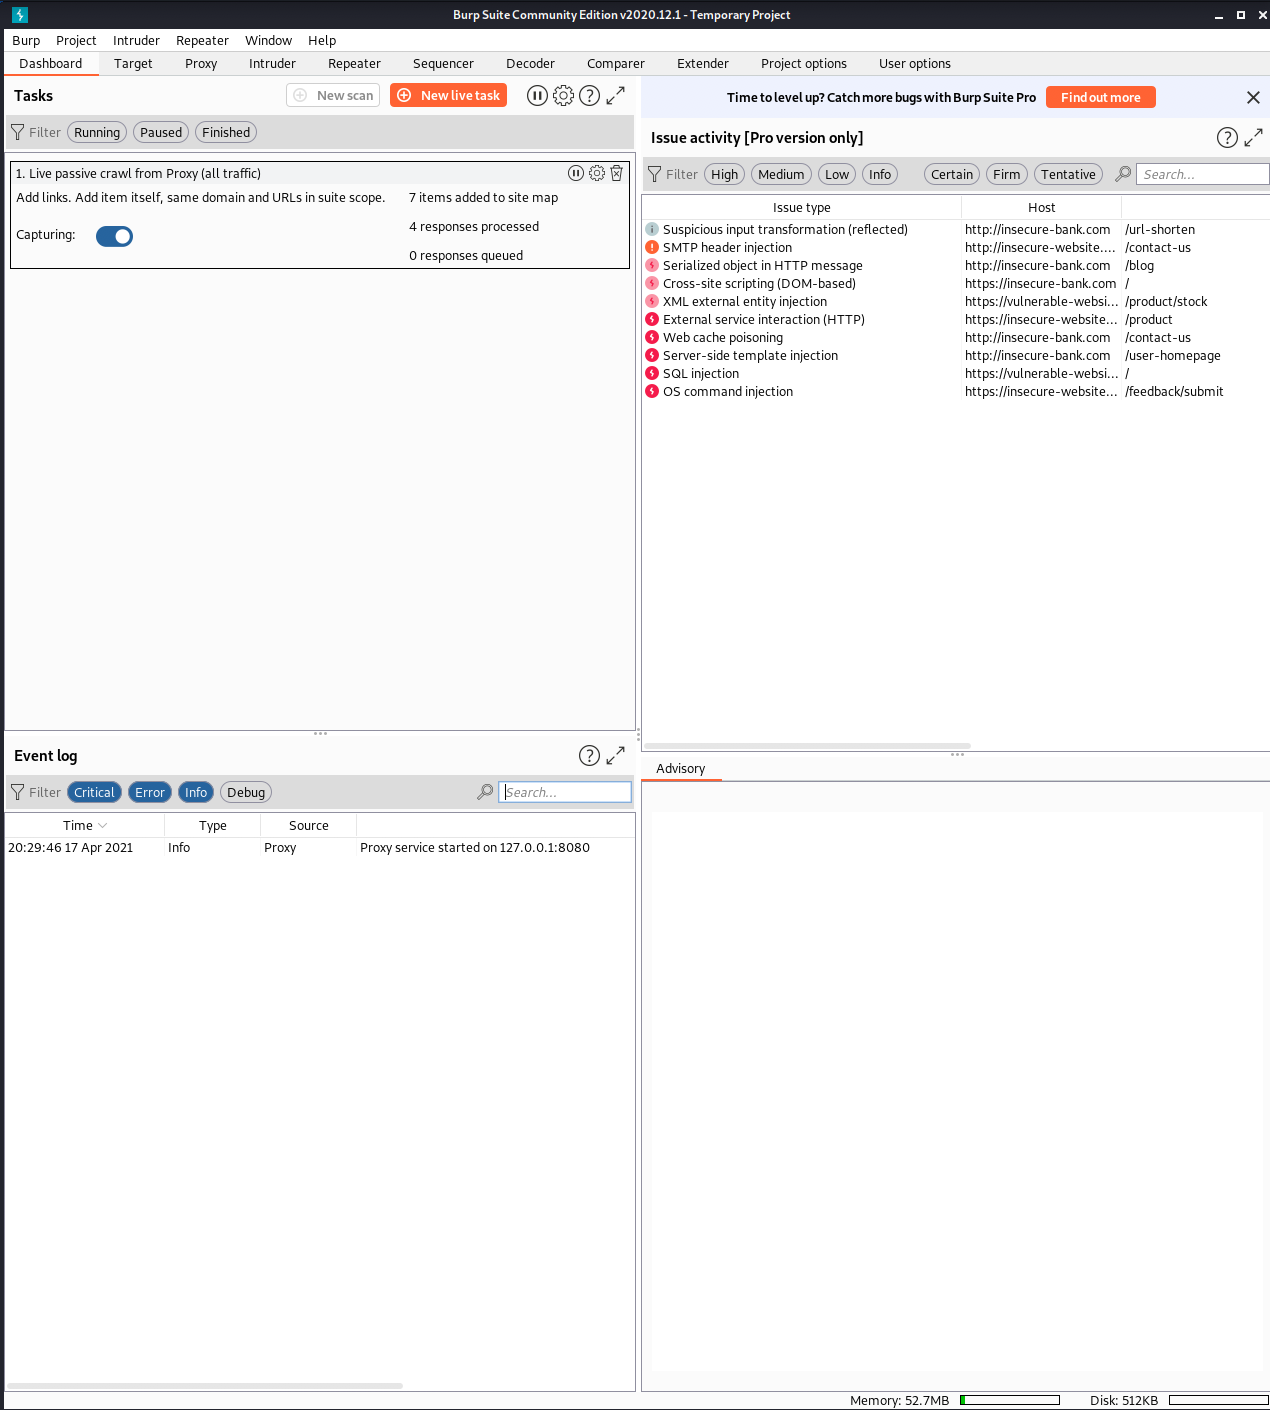 Burp Suite Community Edition v2020.12.1 - Temporary Project
Burp Project Intruder Repeater Window Help
Dashboard Target Proxy Intruder Repeater Sequencer Decoder Comparer Extender Project options User options
Tasks
New scan
New live task
Filter Running Paused Finished
1. Live passive crawl from Proxy (all traffic)
Add links. Add item itself, same domain and URLs in suite scope.
7 items added to site map
4 responses processed
Capturing:
0 responses queued
Time to level up? Catch more bugs with Burp Suite Pro
Find out more
Issue activity [Pro version only]
Filter High Medium Low Info Certain Firm Tentative Search...
Issue type Host
Suspicious input transformation (reflected) http://insecure-bank.com /url-shorten
SMTP header injection http://insecure-website.... /contact-us
Serialized object in HTTP message http://insecure-bank.com /blog
Cross-site scripting (DOM-based) https://insecure-bank.com /
XML external entity injection https://vulnerable-websi... /product/stock
External service interaction (HTTP) https://insecure-website... /product
Web cache poisoning http://insecure-bank.com /contact-us
Server-side template injection http://insecure-bank.com /user-homepage
SQL injection https://vulnerable-websi... /
OS command injection https://insecure-website... /feedback/submit
Event log
Filter Critical Error Info Debug Search...
Time Type Source
20:29:46 17 Apr 2021 Info Proxy Proxy service started on 127.0.0.1:8080
Advisory
Memory: 52.7MB Disk: 512KB